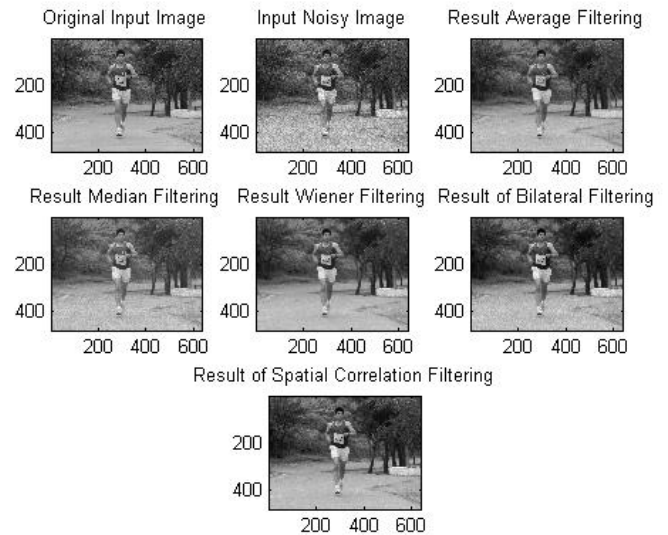 Original Input Image
Input Noisy Image
Result Average Filtering
200
400
200 400 600
200
400
200 400 600
200
400
200 400 600
Result Median Filtering
Result Wiener Filtering
Result of Bilateral Filtering
200
400
200 400 600
200
400
200 400 600
200
400
200 400 600
Result of Spatial Correlation Filtering
200
400
200 400 600